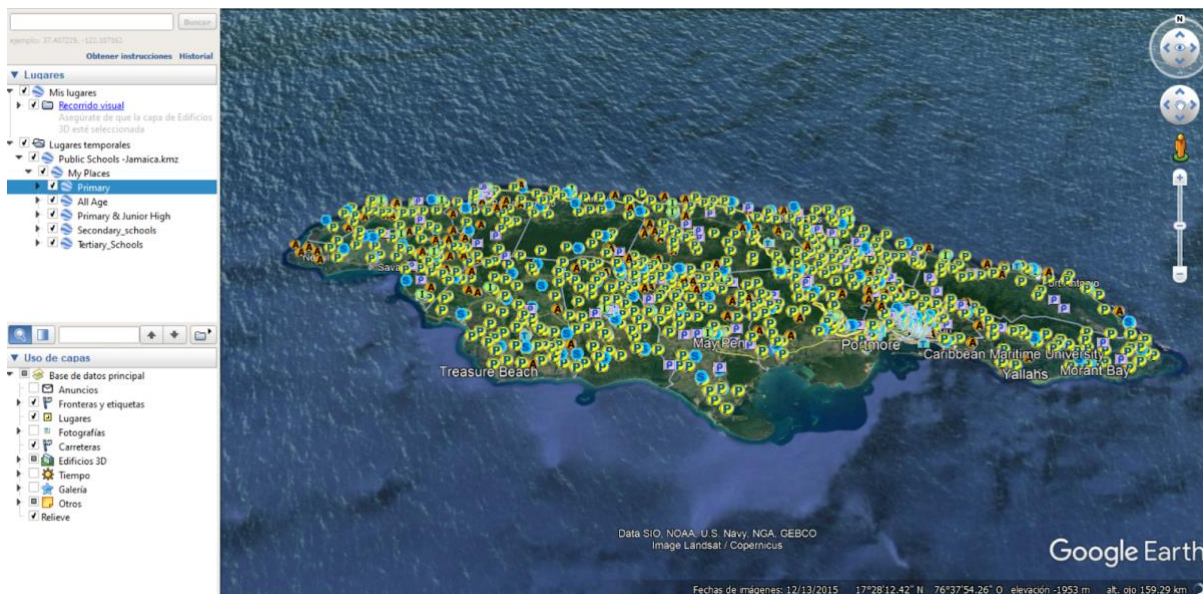 Buscar
ejemplo: 37.407229, -122.107162
Obtener instrucciones Historial
Lugares
Mis lugares
Recorrido visual
Asegúrate de que la capa de Edificios
3D esté seleccionada
Lugares temporales
Public Schools -Jamaica.kmz
My Places
Primary
All Age
Primary & Junior High
Secondary_schools
Tertiary_Schools
Uso de capas
Base de datos principal
Anuncios
Fronteras y etiquetas
Lugares
Fotografías
Carreteras
Edificios 3D
Tiempo
Galería
Otros
Relieve
N
Port Antonio
May Pen
Portmore
Caribbean Maritime University
Treasure Beach
Yallahs
Morant Bay
Data SIO, NOAA, U.S. Navy, NGA, GEBCO
Image Landsat / Copernicus
Google Earth
Fechas de imágenes: 12/13/2015 17°28'12.42" N 76°37'54.26" O elevación -1953 m alt. ojo 159.29 km